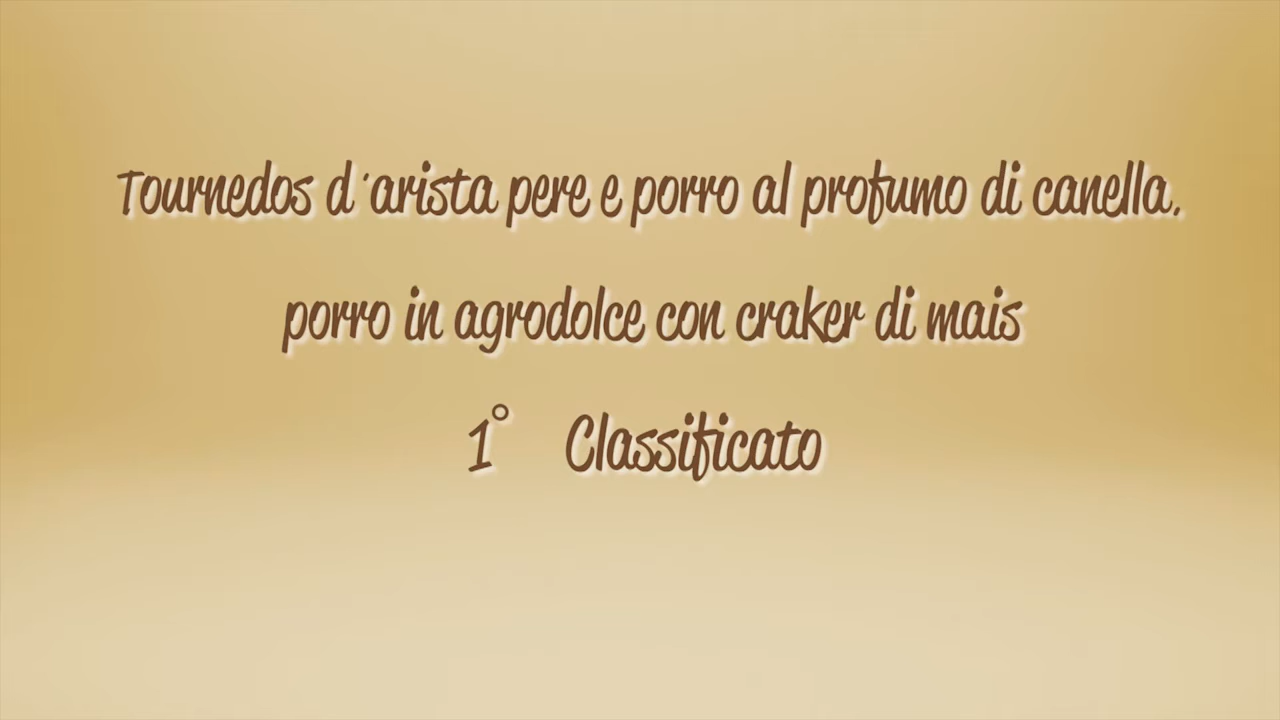 Tournedos d'arista pere e porro al profumo di canella,
porro in agrodolce con craker di mais
1° Classificato